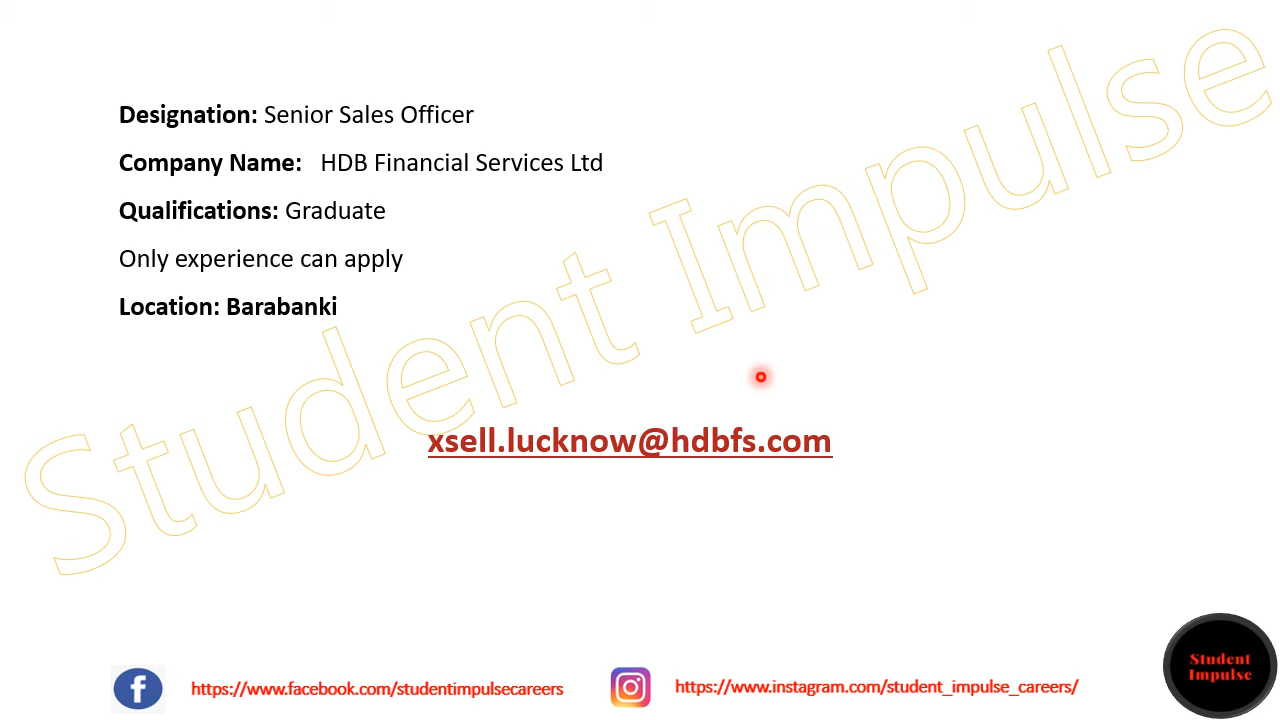 Designation: Senior Sales Officer
Company Name: HDB Financial Services Ltd
Qualifications: Graduate
Only experience can apply
Location: Barabanki
Student Impulse
xsell.lucknow@hdbfs.com
https://www.facebook.com/studentimpulsecareers
https://www.instagram.com/student_impulse_careers/
Student
Impulse